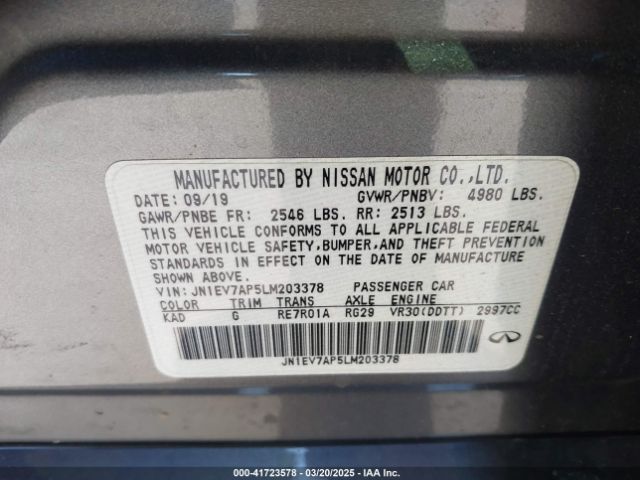 MANUFACTURED BY NISSAN MOTOR CO.,LTD.
DATE: 09/19 GVWR/PNBV: 4980 LBS.
GAWR/PNBE FR: 2546 LBS. RR: 2513 LBS.
THIS VEHICLE CONFORMS TO ALL APPLICABLE FEDERAL
MOTOR VEHICLE SAFETY,BUMPER,AND THEFT PREVENTION
STANDARDS IN EFFECT ON THE DATE OF MANUFACTURE
SHOWN ABOVE.
VIN: JN1EV7AP5LM203378 PASSENGER CAR
COLOR TRIM TRANS AXLE ENGINE
KAD G RE7R01A RG29 VR30(DDTT) 2997CC
JN1EV7AP5LM203378
000-41723578 - 03/20/2025 - IAA Inc.